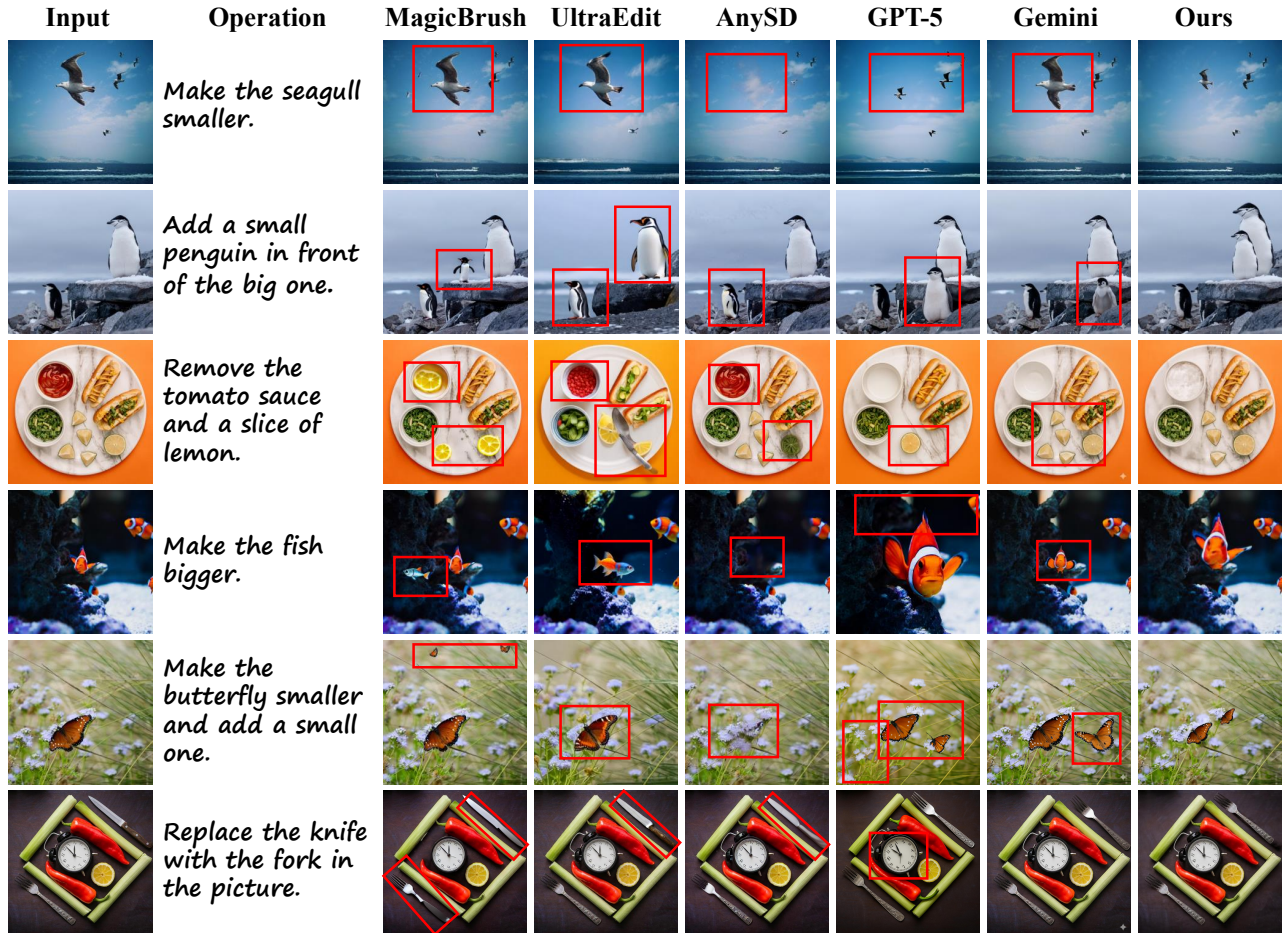 Input Operation MagicBrush UltraEdit AnySD GPT-5 Gemini Ours
Make the seagull
smaller.
Add a small
penguin in front
of the big one.
Remove the
tomato sauce
and a slice of
lemon.
Make the fish
bigger.
Make the
butterfly smaller
and add a small
one.
Replace the knife
with the fork in
the picture.